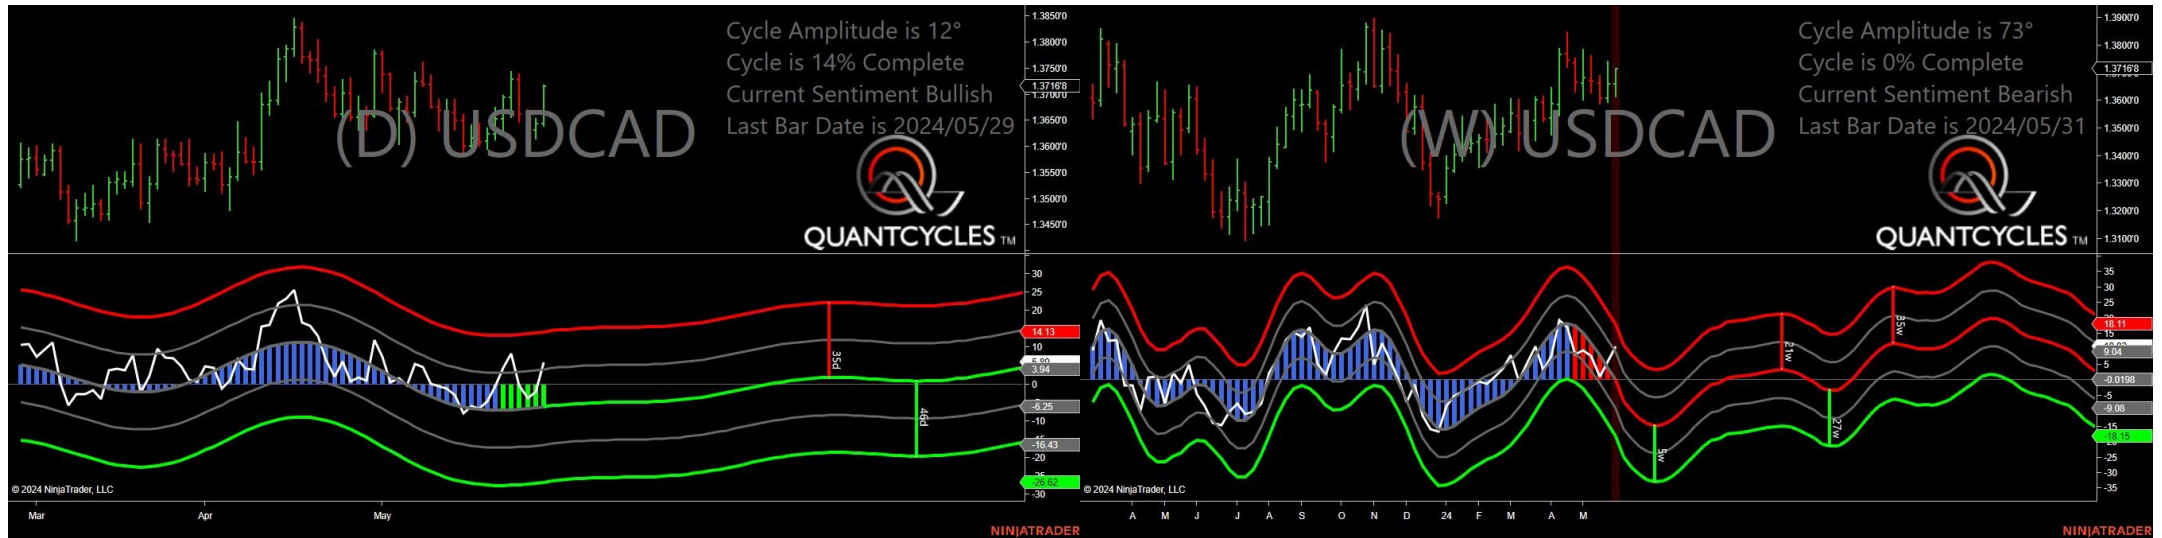 Cycle Amplitude is 12°
Cycle is 14% Complete
Current Sentiment Bullish
Last Bar Date is 2024/05/29
(D) USDCAD
QUANTCYCLES TM
1.3850'0
1.3800'0
1.3750'0
1.3716'8
1.3700'0
1.3650'0
1.3600'0
1.3550'0
1.3500'0
1.3450'0
30
25
20
14.13
10
5.89
3.94
0
-6.25
-10
-16.43
-20
-26.62
-30
35d
46d
© 2024 NinjaTrader, LLC
Mar Apr May
NINJATRADER
Cycle Amplitude is 73°
Cycle is 0% Complete
Current Sentiment Bearish
Last Bar Date is 2024/05/31
(W) USDCAD
QUANTCYCLES TM
1.3900'0
1.3800'0
1.3716'8
1.3600'0
1.3500'0
1.3400'0
1.3300'0
1.3200'0
1.3100'0
35
30
25
18.11
9.04
5
-0.0198
-5
-9.08
-15
-18.15
-25
-30
-35
5w
21w
27w
35w
© 2024 NinjaTrader, LLC
A M J J A S O N D 24 F M A M
NINJATRADER